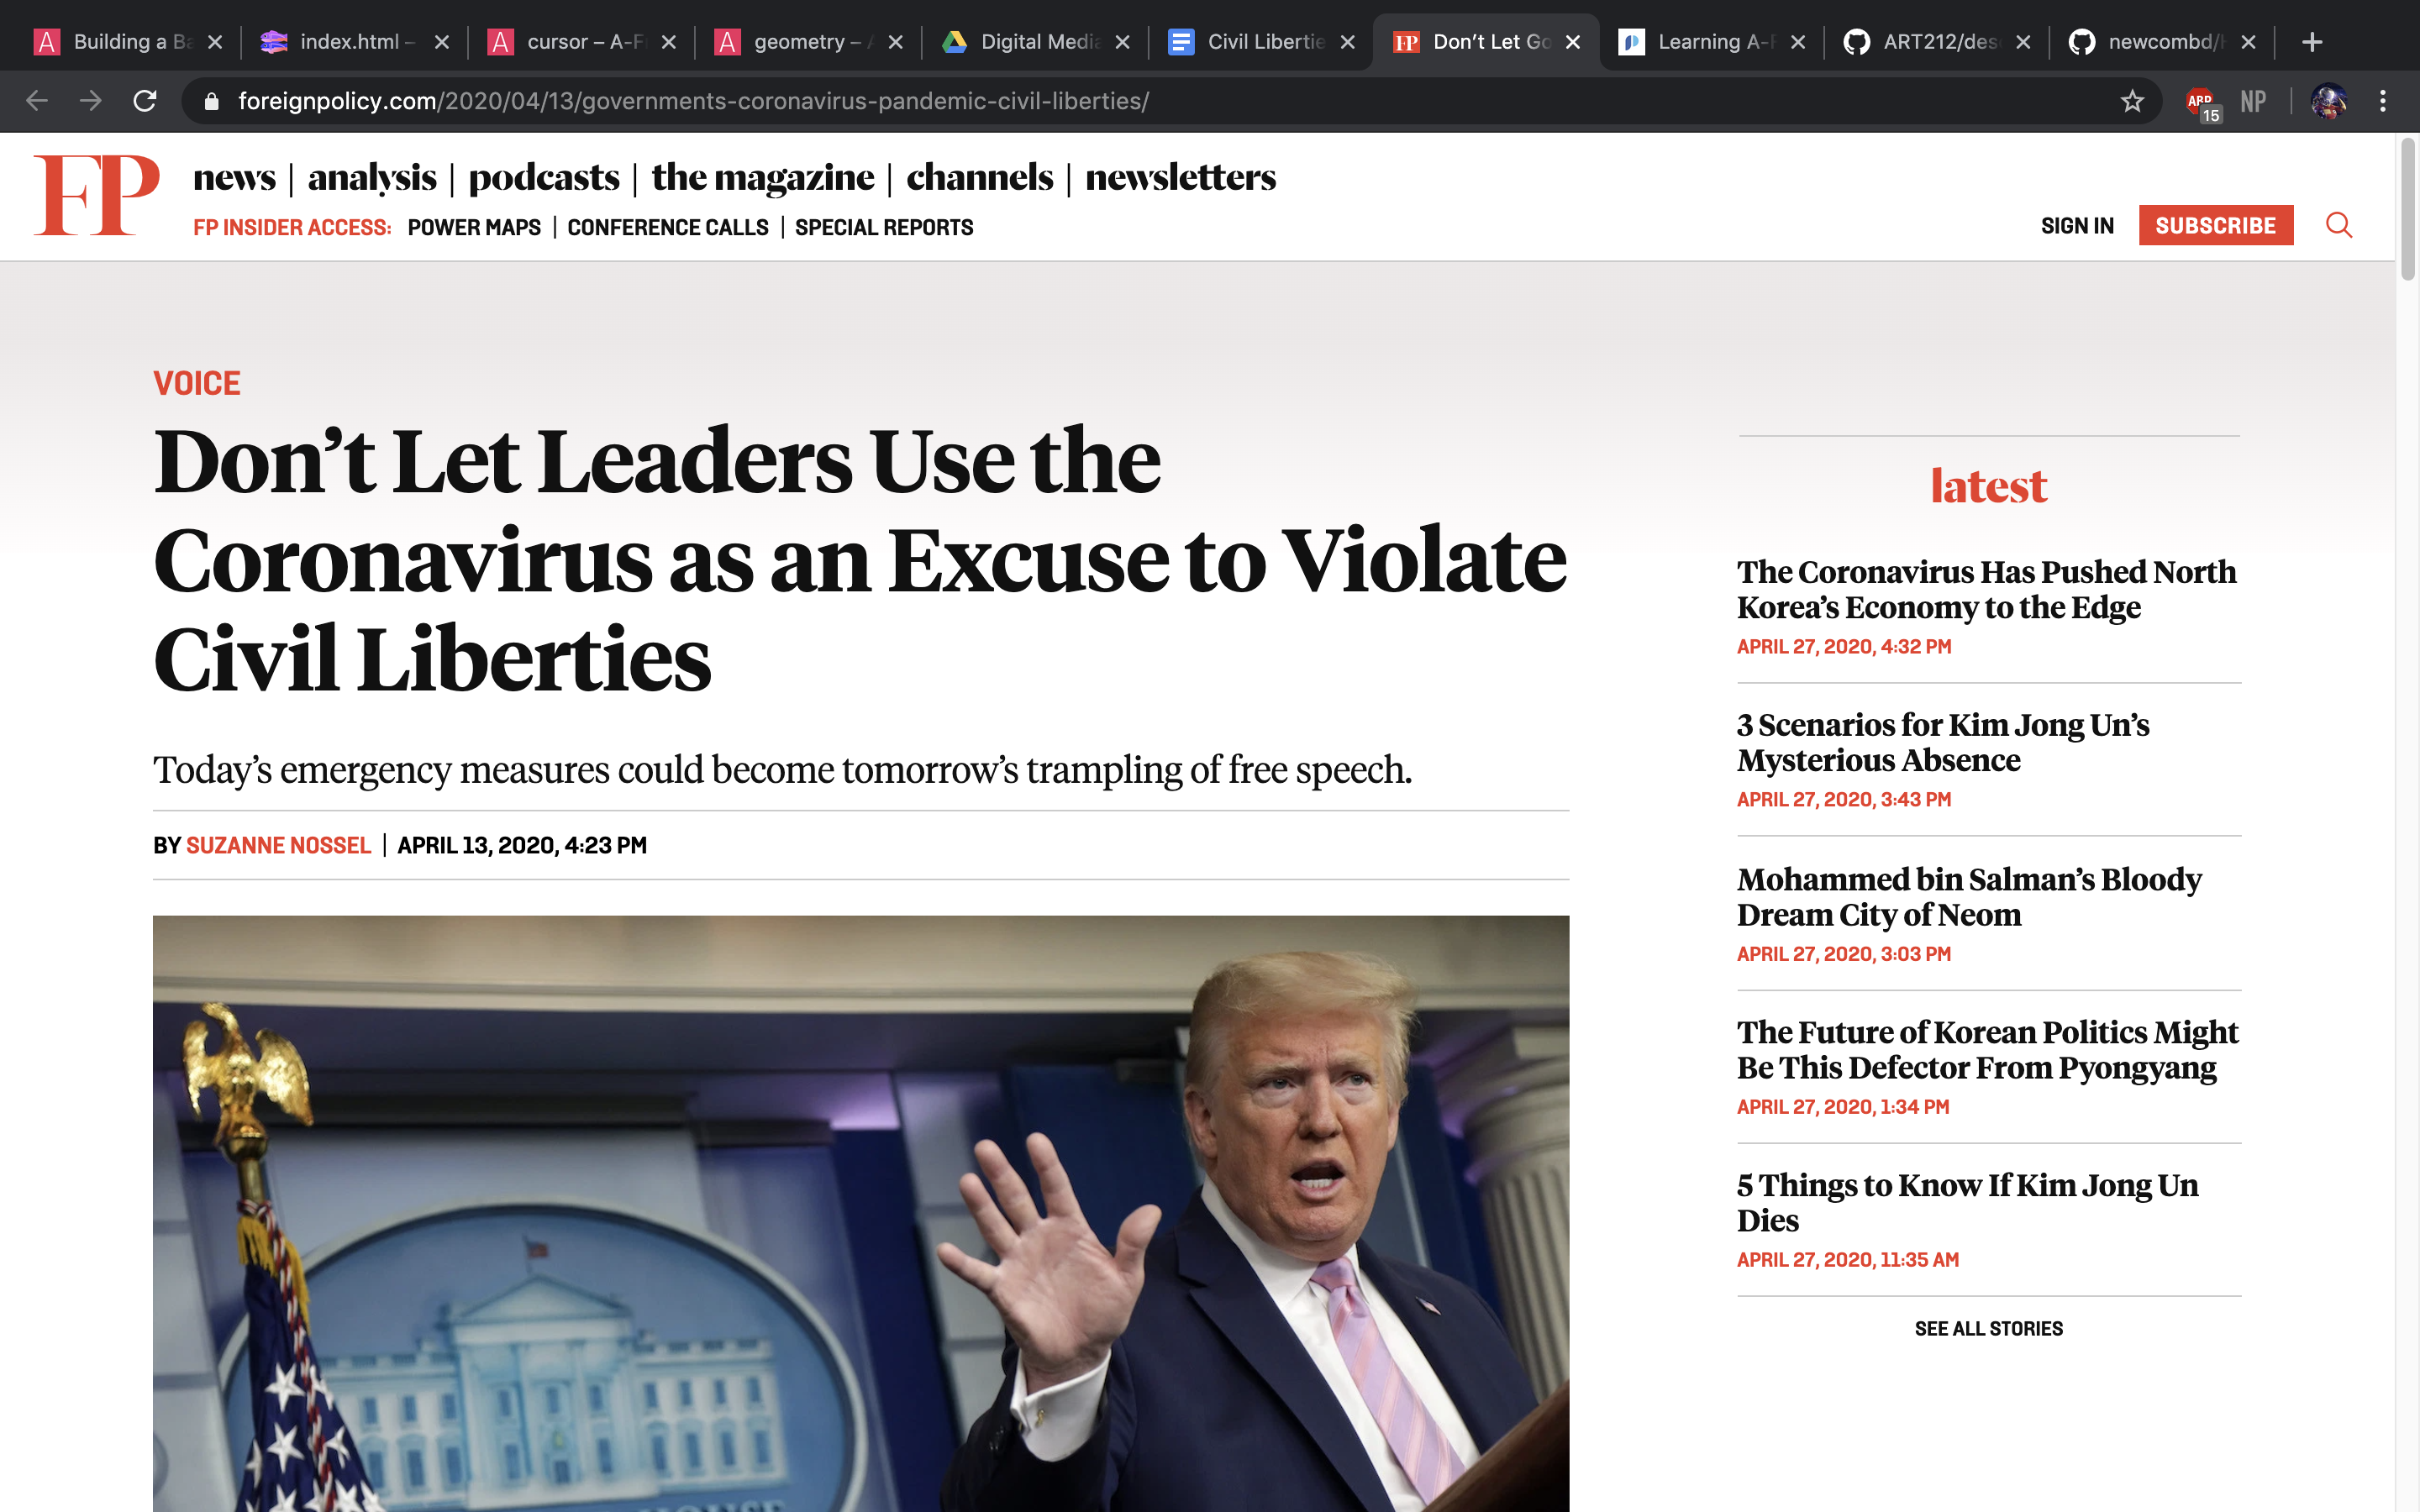 Building a Ba
index.html –
cursor – A-F
geometry – A
Digital Media
Civil Libertie
Don’t Let Go
Learning A-F
ART212/des
newcombd/H
foreignpolicy.com/2020/04/13/governments-coronavirus-pandemic-civil-liberties/
ABP
15
NP
FP
news | analysis | podcasts | the magazine | channels | newsletters
FP INSIDER ACCESS: POWER MAPS | CONFERENCE CALLS | SPECIAL REPORTS
SIGN IN
SUBSCRIBE
VOICE
Don’t Let Leaders Use the
Coronavirus as an Excuse to Violate
Civil Liberties
Today’s emergency measures could become tomorrow’s trampling of free speech.
BY SUZANNE NOSSEL | APRIL 13, 2020, 4:23 PM
latest
The Coronavirus Has Pushed North
Korea’s Economy to the Edge
APRIL 27, 2020, 4:32 PM
3 Scenarios for Kim Jong Un’s
Mysterious Absence
APRIL 27, 2020, 3:43 PM
Mohammed bin Salman’s Bloody
Dream City of Neom
APRIL 27, 2020, 3:03 PM
The Future of Korean Politics Might
Be This Defector From Pyongyang
APRIL 27, 2020, 1:34 PM
5 Things to Know If Kim Jong Un
Dies
APRIL 27, 2020, 11:35 AM
SEE ALL STORIES